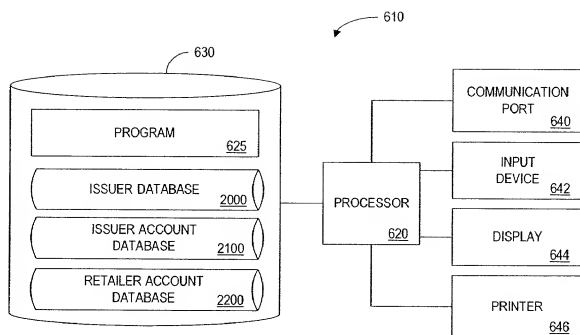 610
630
PROGRAM
625
ISSUER DATABASE
2000
ISSUER ACCOUNT
DATABASE
2100
RETAILER ACCOUNT
DATABASE
2200
PROCESSOR
620
COMMUNICATION
PORT
640
INPUT
DEVICE
642
DISPLAY
644
PRINTER
646